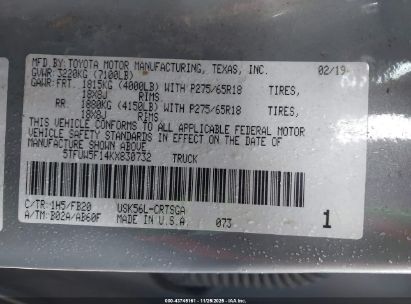 MFD.BY: TOYOTA MOTOR MANUFACTURING, TEXAS, INC. 02/19
GVWR: 3220KG (7100LB)
GAWR:FRT. 1815KG (4000LB) WITH P275/65R18 TIRES,
18X8J RIMS
RR. 1880KG (4150LB) WITH P275/65R18 TIRES,
18X8J RIMS
THIS VEHICLE CONFORMS TO ALL APPLICABLE FEDERAL MOTOR
VEHICLE SAFETY STANDARDS IN EFFECT ON THE DATE OF
MANUFACTURE SHOWN ABOVE.
5TFUW5F14KX830732 TRUCK
C/TR:1H5/FB20 USK56L-CRTSGA
A/TM:B02A/AB60F MADE IN U.S.A 073 1
© IAA Holdings, LLC